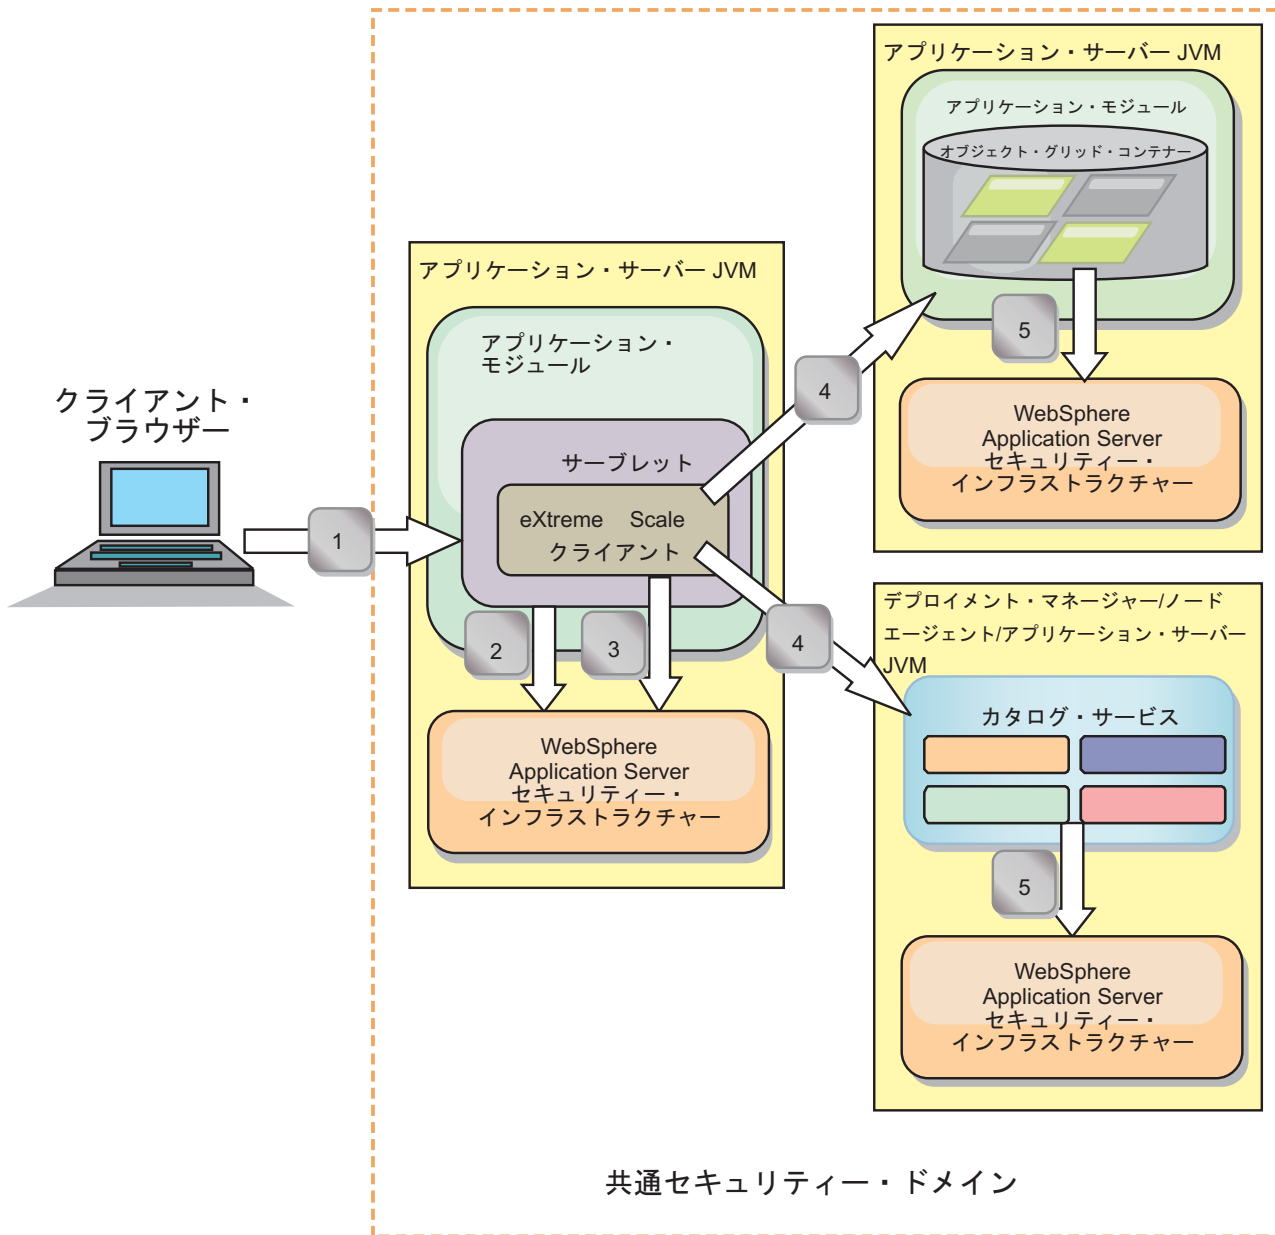 クライアント・
ブラウザー
1
アプリケーション・サーバー JVM
アプリケーション・
モジュール
サーブレット
eXtreme Scale
クライアント
2
3
WebSphere
Application Server
セキュリティー・
インフラストラクチャー
4
4
アプリケーション・サーバー JVM
アプリケーション・モジュール
オブジェクト・グリッド・コンテナー
5
WebSphere
Application Server
セキュリティー・
インフラストラクチャー
デプロイメント・マネージャー/ノード
エージェント/アプリケーション・サーバー
JVM
カタログ・サービス
5
WebSphere
Application Server
セキュリティー・
インフラストラクチャー
共通セキュリティー・ドメイン